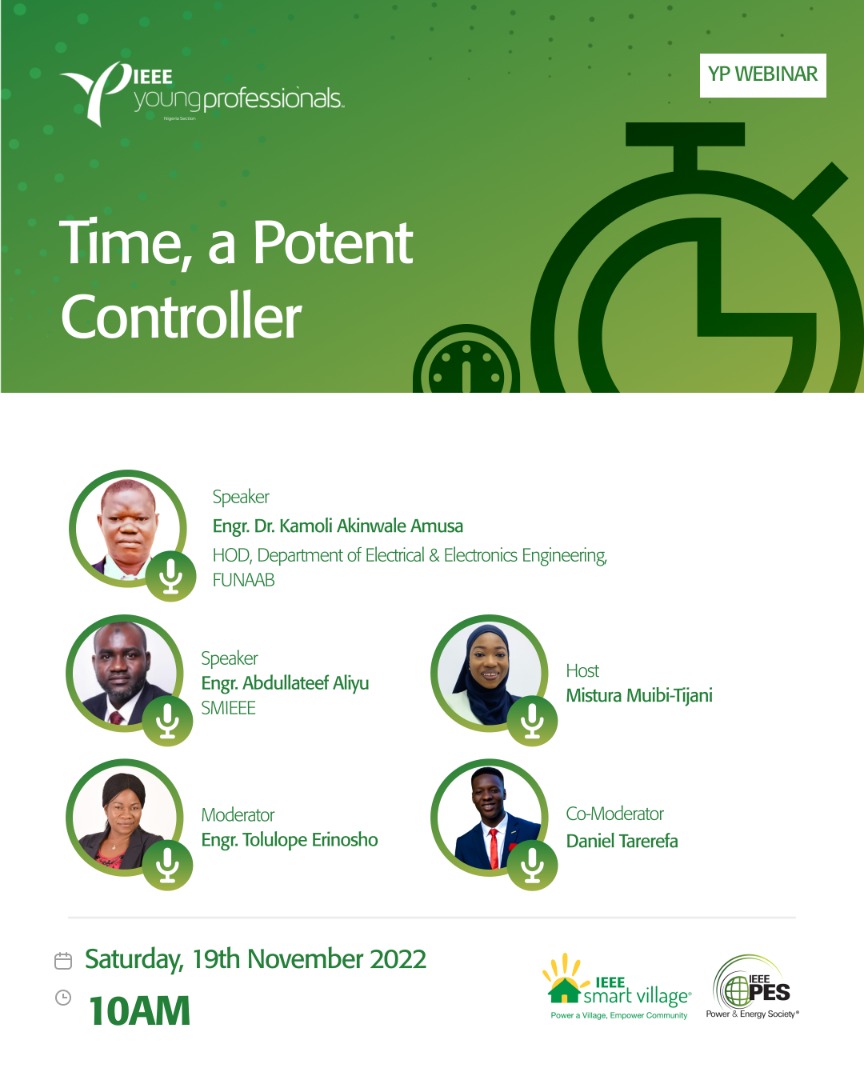 IEEE
young professionals
Nigeria Section
YP WEBINAR
Time, a Potent
Controller
Speaker
Engr. Dr. Kamoli Akinwale Amusa
HOD, Department of Electrical & Electronics Engineering,
FUNAAB
Speaker
Engr. Abdullateef Aliyu
SMIEEE
Host
Mistura Muibi-Tijani
Moderator
Engr. Tolulope Erinosho
Co-Moderator
Daniel Tarerefa
Saturday, 19th November 2022
10AM
IEEE
smart village®
Power a Village, Empower Community
IEEE
PES
Power & Energy Society®